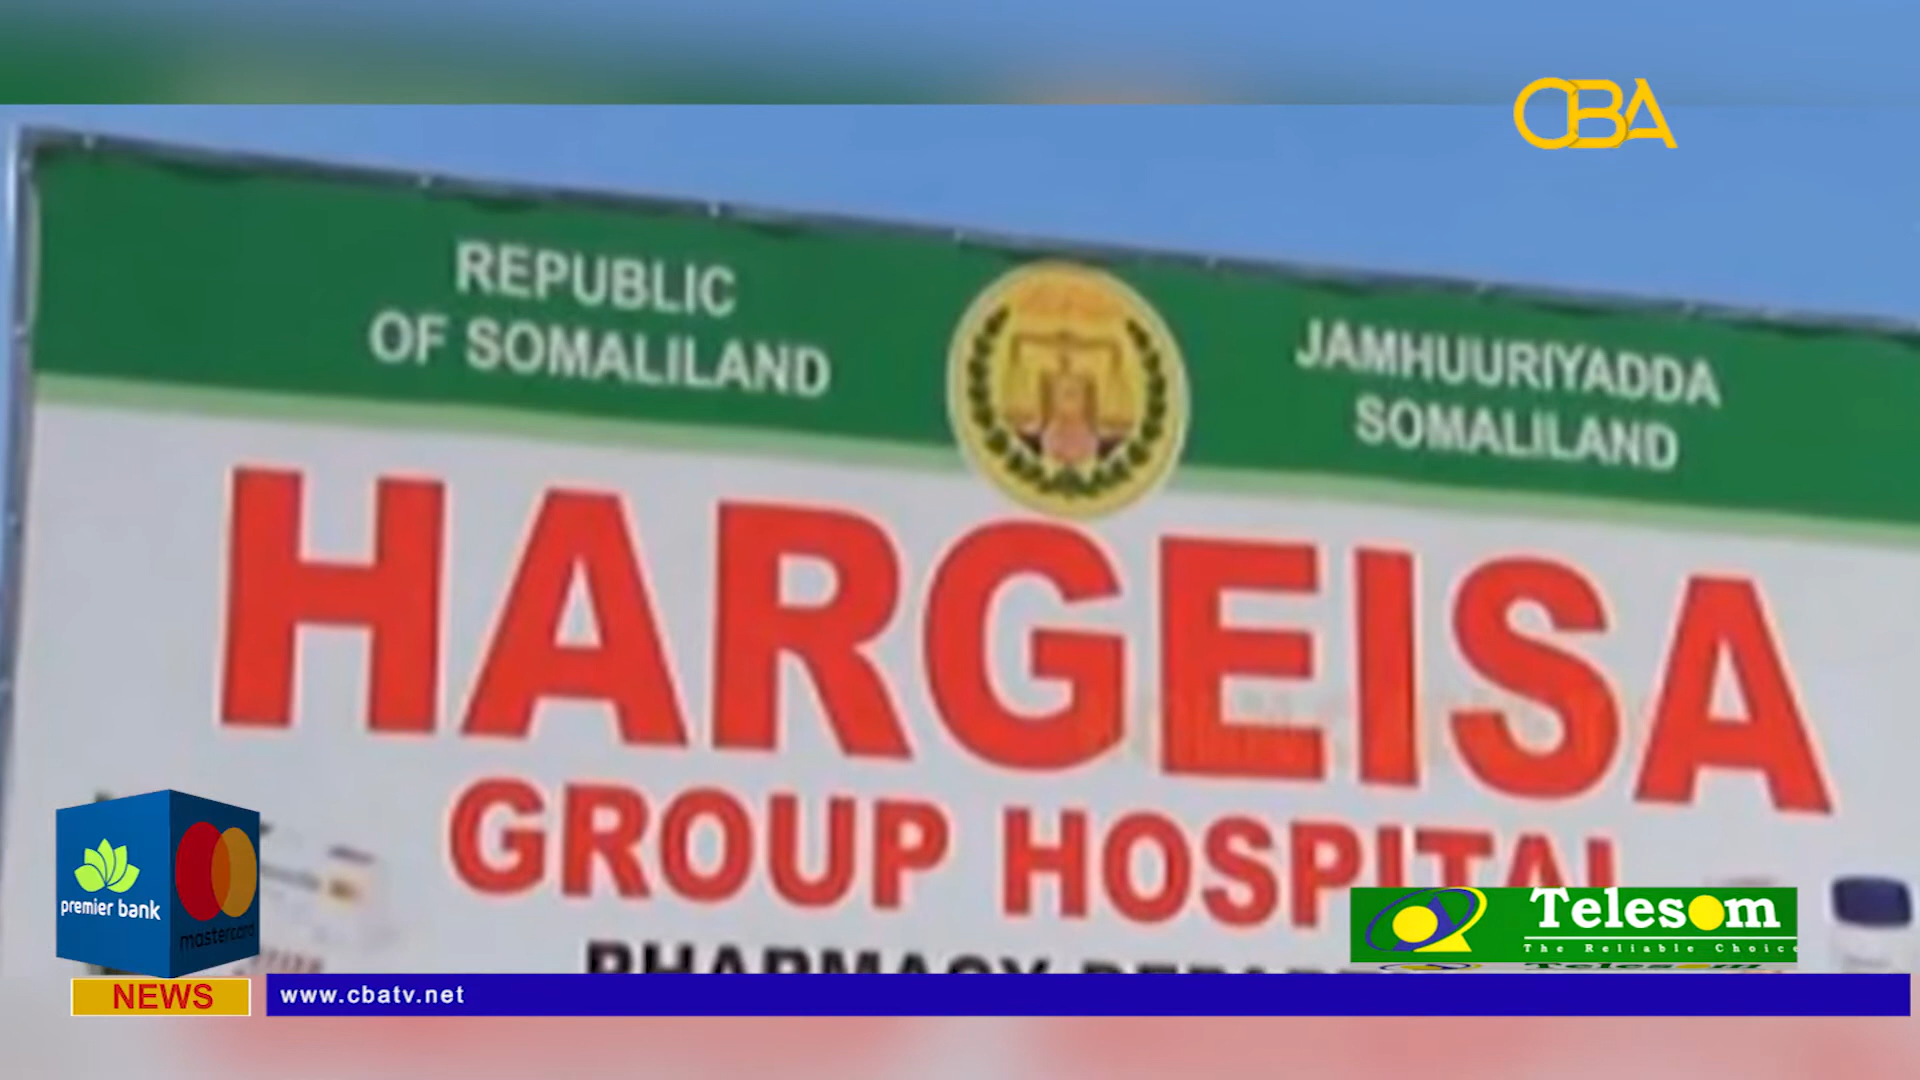 CBA
REPUBLIC
OF SOMALILAND
JAMHUURIYADDA
SOMALILAND
HARGEISA
GROUP HOSPITAL
PHARMACY
premier bank
mastercard
Telesom
The Reliable Choice
NEWS
www.cbatv.net